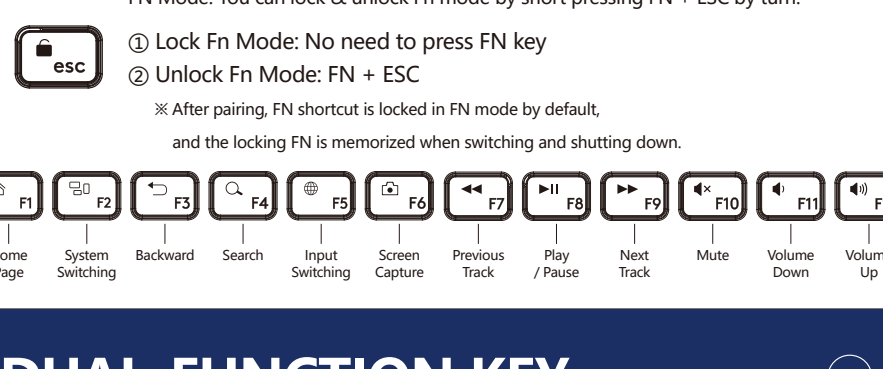 FN Mode: You can lock & unlock Fn mode by short pressing FN + ESC by turn.
esc
① Lock Fn Mode: No need to press FN key
② Unlock Fn Mode: FN + ESC
※ After pairing, FN shortcut is locked in FN mode by default,
and the locking FN is memorized when switching and shutting down.
F1 F2 F3 F4 F5 F6 F7 F8 F9 F10 F11 F
ome System Backward Search Input Screen Previous Play Next Mute Volume Volum
Page Switching Switching Capture Track / Pause Track Down Up
DUAL-FUNCTION KEY